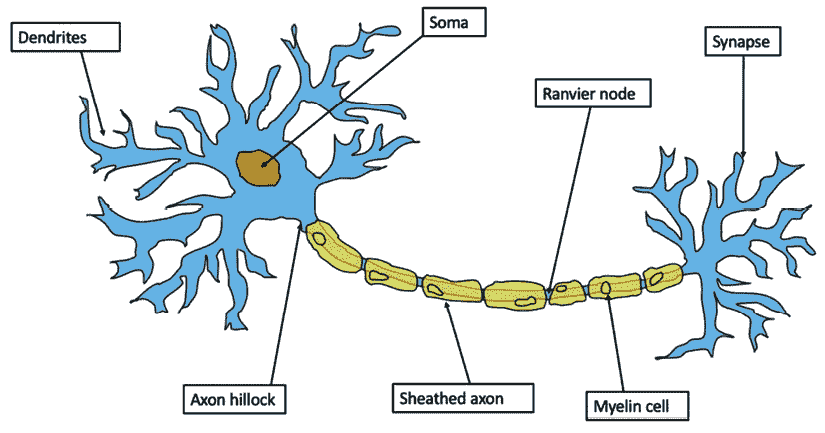 Dendrites
Soma
Synapse
Ranvier node
Axon hillock
Sheathed axon
Myelin cell